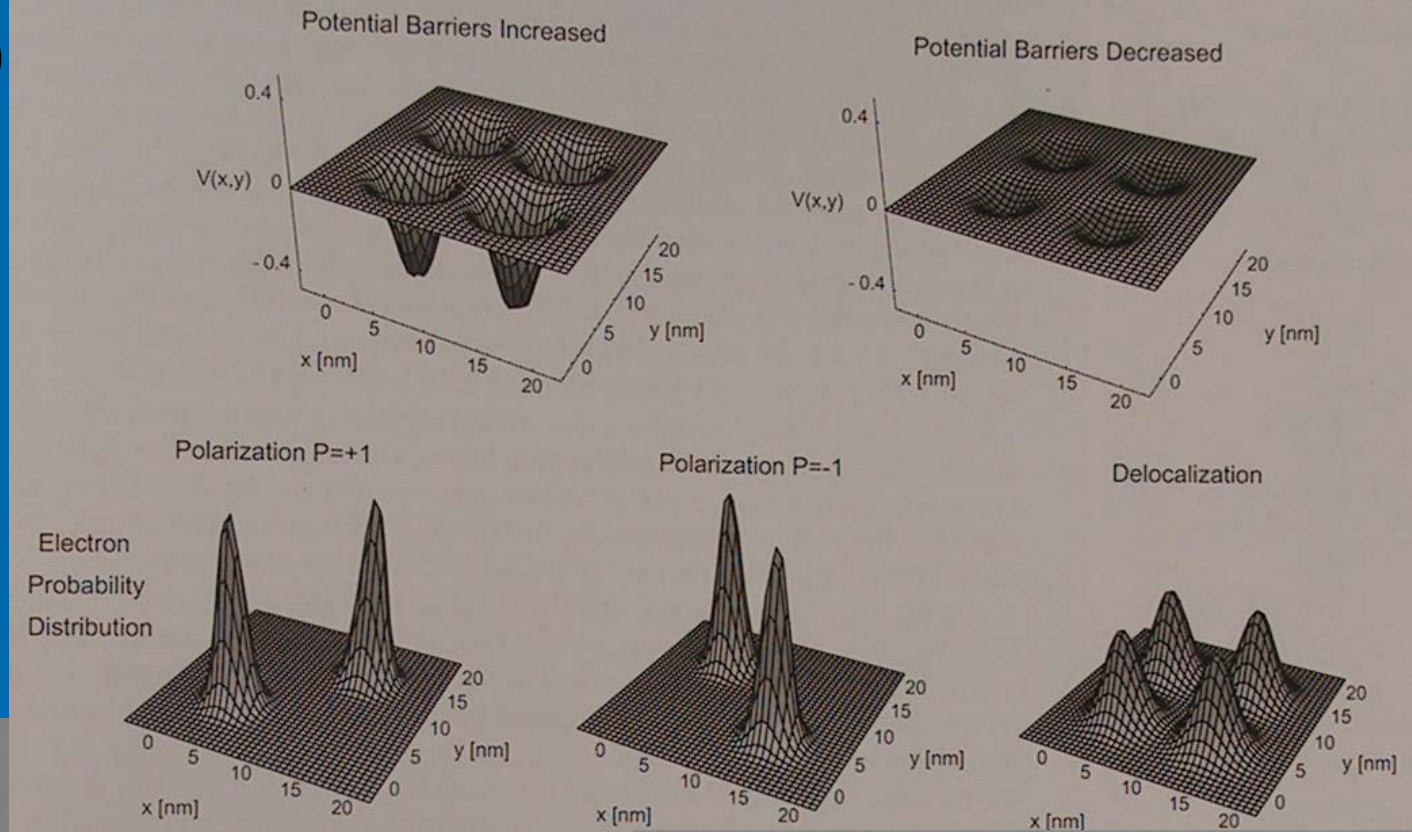 Potential Barriers Increased
0.4
V(x,y) 0
- 0.4
0 5 10 15 20
x [nm]
0 5 10 15 20
y [nm]
Potential Barriers Decreased
0.4
V(x,y) 0
- 0.4
0 5 10 15 20
x [nm]
0 5 10 15 20
y [nm]
Electron
Probability
Distribution
Polarization P=+1
0 5 10 15 20
x [nm]
0 5 10 15 20
y [nm]
Polarization P=-1
0 5 10 15 20
x [nm]
0 5 10 15 20
y [nm]
Delocalization
0 5 10 15 20
x [nm]
0 5 10 15 20
y [nm]